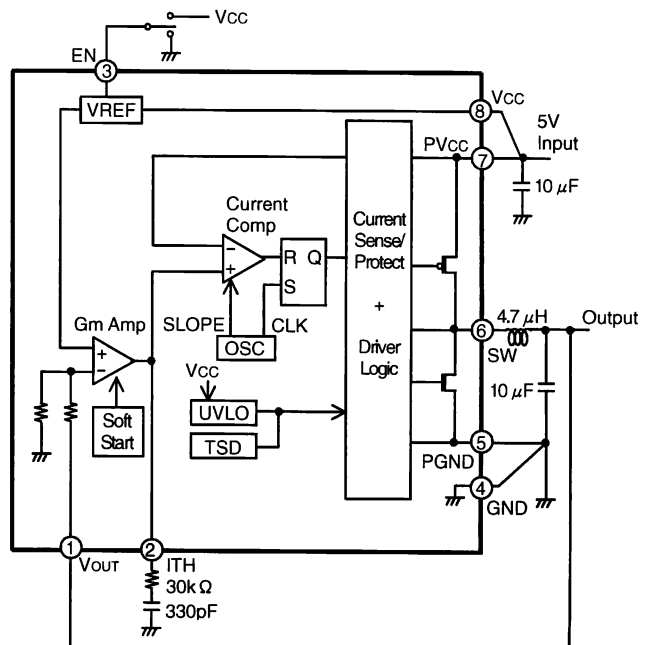 VCC
EN
3
VREF
8
VCC
5V
Input
PVCC
7
10 μF
Current
Comp
−
+
R Q
S
Current
Sense/
Protect
+
Driver
Logic
Gm Amp
SLOPE
CLK
OSC
6
4.7 μH
Output
SW
+
−
VCC
10 μF
Soft
Start
UVLO
TSD
PGND
5
4
GND
1
VOUT
2
ITH
30k Ω
330pF